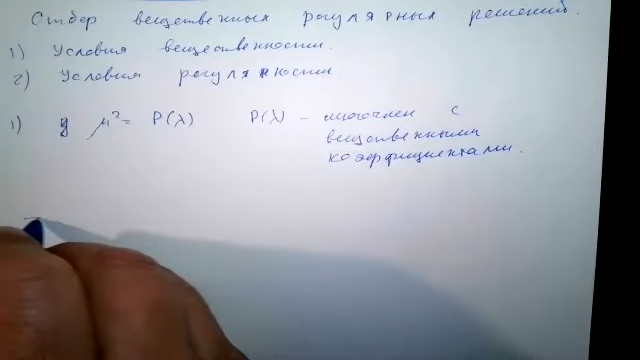 Отбор вещественных регулярных решений.
1) Условия вещественности.
2) Условия регулярности
1) μ² = P(λ) P(λ) - многочлен с
вещественными
коэффициентами.